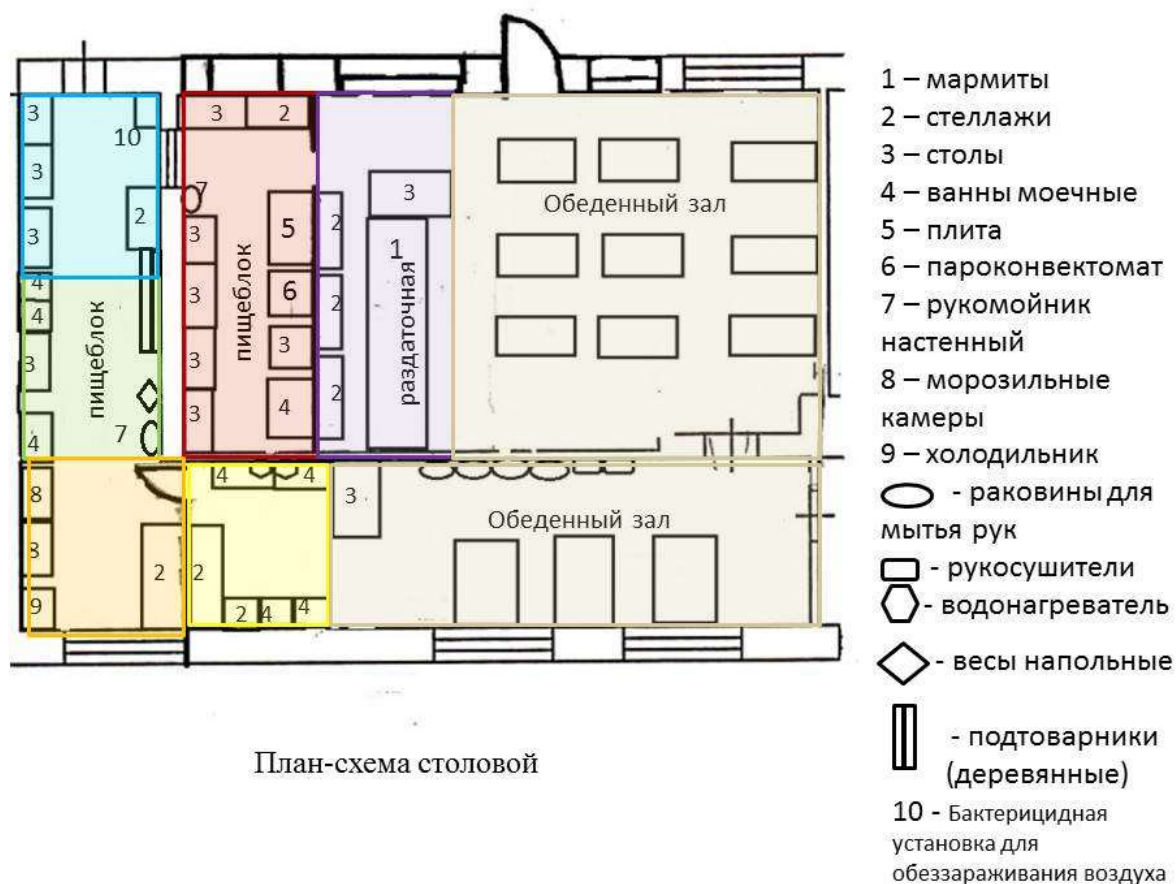 3
10
3
2
3
4
4
3
7
4
пищеблок
3 2
7
3
5
3
6
3
3
3
4
пищеблок
3
2
1
2
2
раздаточная
Обеденный зал
8
8
2
9
4 4
2
2 4 4
3
Обеденный зал
План-схема столовой
1 – мармиты
2 – стеллажи
3 – столы
4 – ванны моечные
5 – плита
6 – пароконвектомат
7 – рукомойник
настенный
8 – морозильные
камеры
9 – холодильник
- раковины для
мытья рук
- рукосушители
- водонагреватель
- весы напольные
- подтоварники
(деревянные)
10 - Бактерицидная
установка для
обеззараживания воздуха